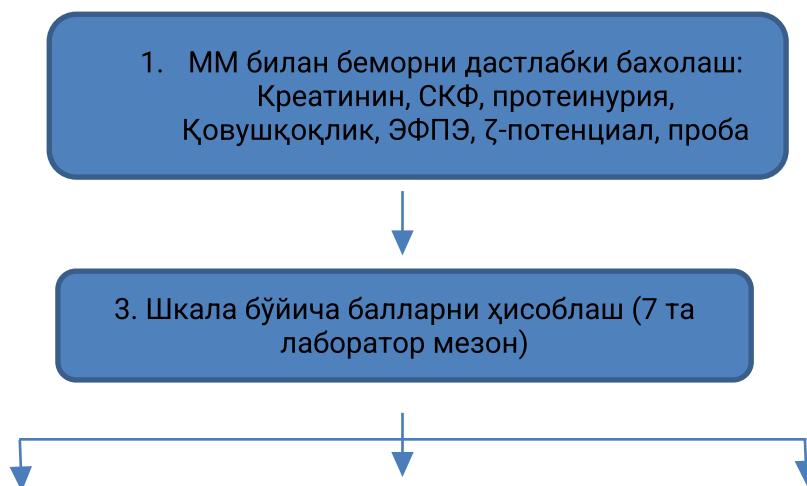 1. ММ билан беморни дастлабки бахолаш:
Креатинин, СКФ, протеинурия,
Қовушқоқлик, ЭФПЭ, ζ-потенциал, проба
3. Шкала бўйича балларни ҳисоблаш (7 та
лаборатор мезон)